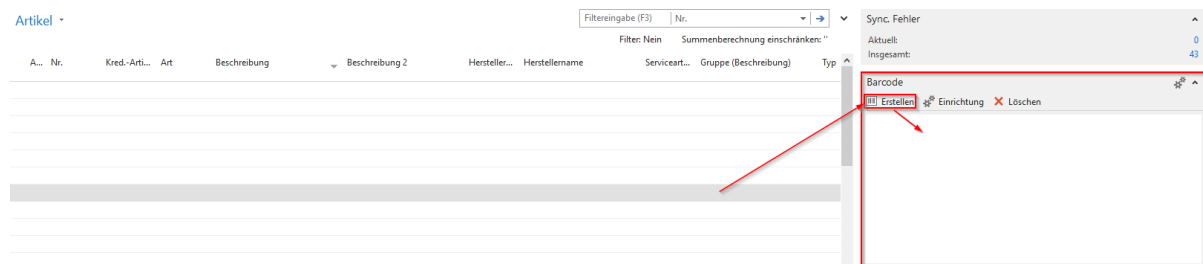 Artikel
Filtereingabe (F3) Nr.
Filter: Nein Summenberechnung einschränken: ''
A... Nr. Kred.-Arti... Art Beschreibung Beschreibung 2 Hersteller... Herstellername Serviceart... Gruppe (Beschreibung) Typ
Sync. Fehler
Aktuell: 0
Insgesamt: 43
Barcode
Erstellen Einrichtung Löschen